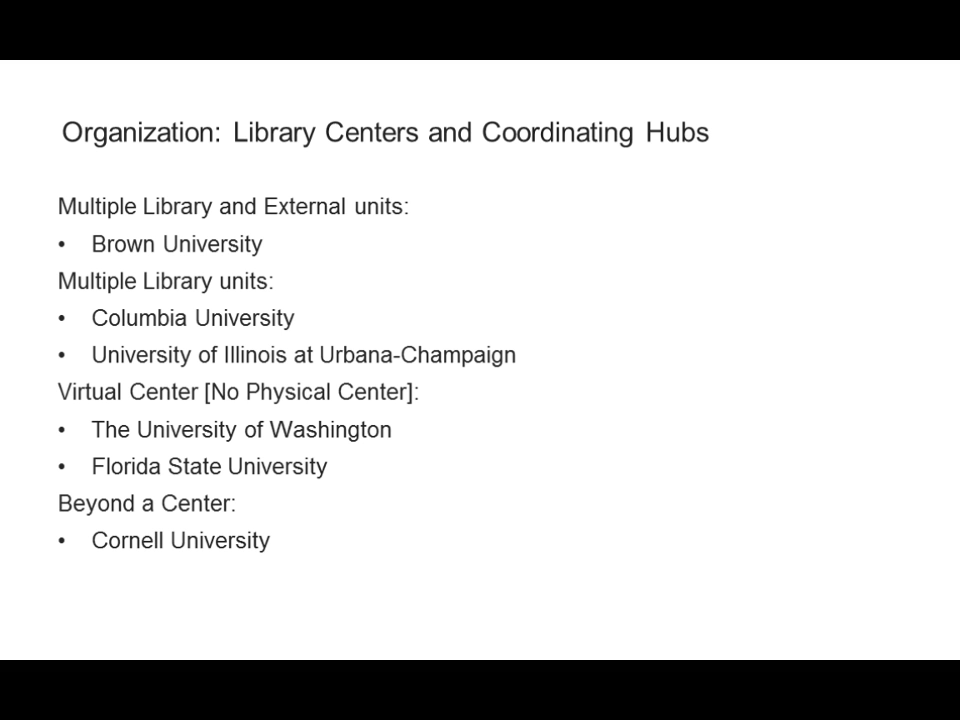 Organization: Library Centers and Coordinating Hubs
Multiple Library and External units:
• Brown University
Multiple Library units:
• Columbia University
• University of Illinois at Urbana-Champaign
Virtual Center [No Physical Center]:
• The University of Washington
• Florida State University
Beyond a Center:
• Cornell University